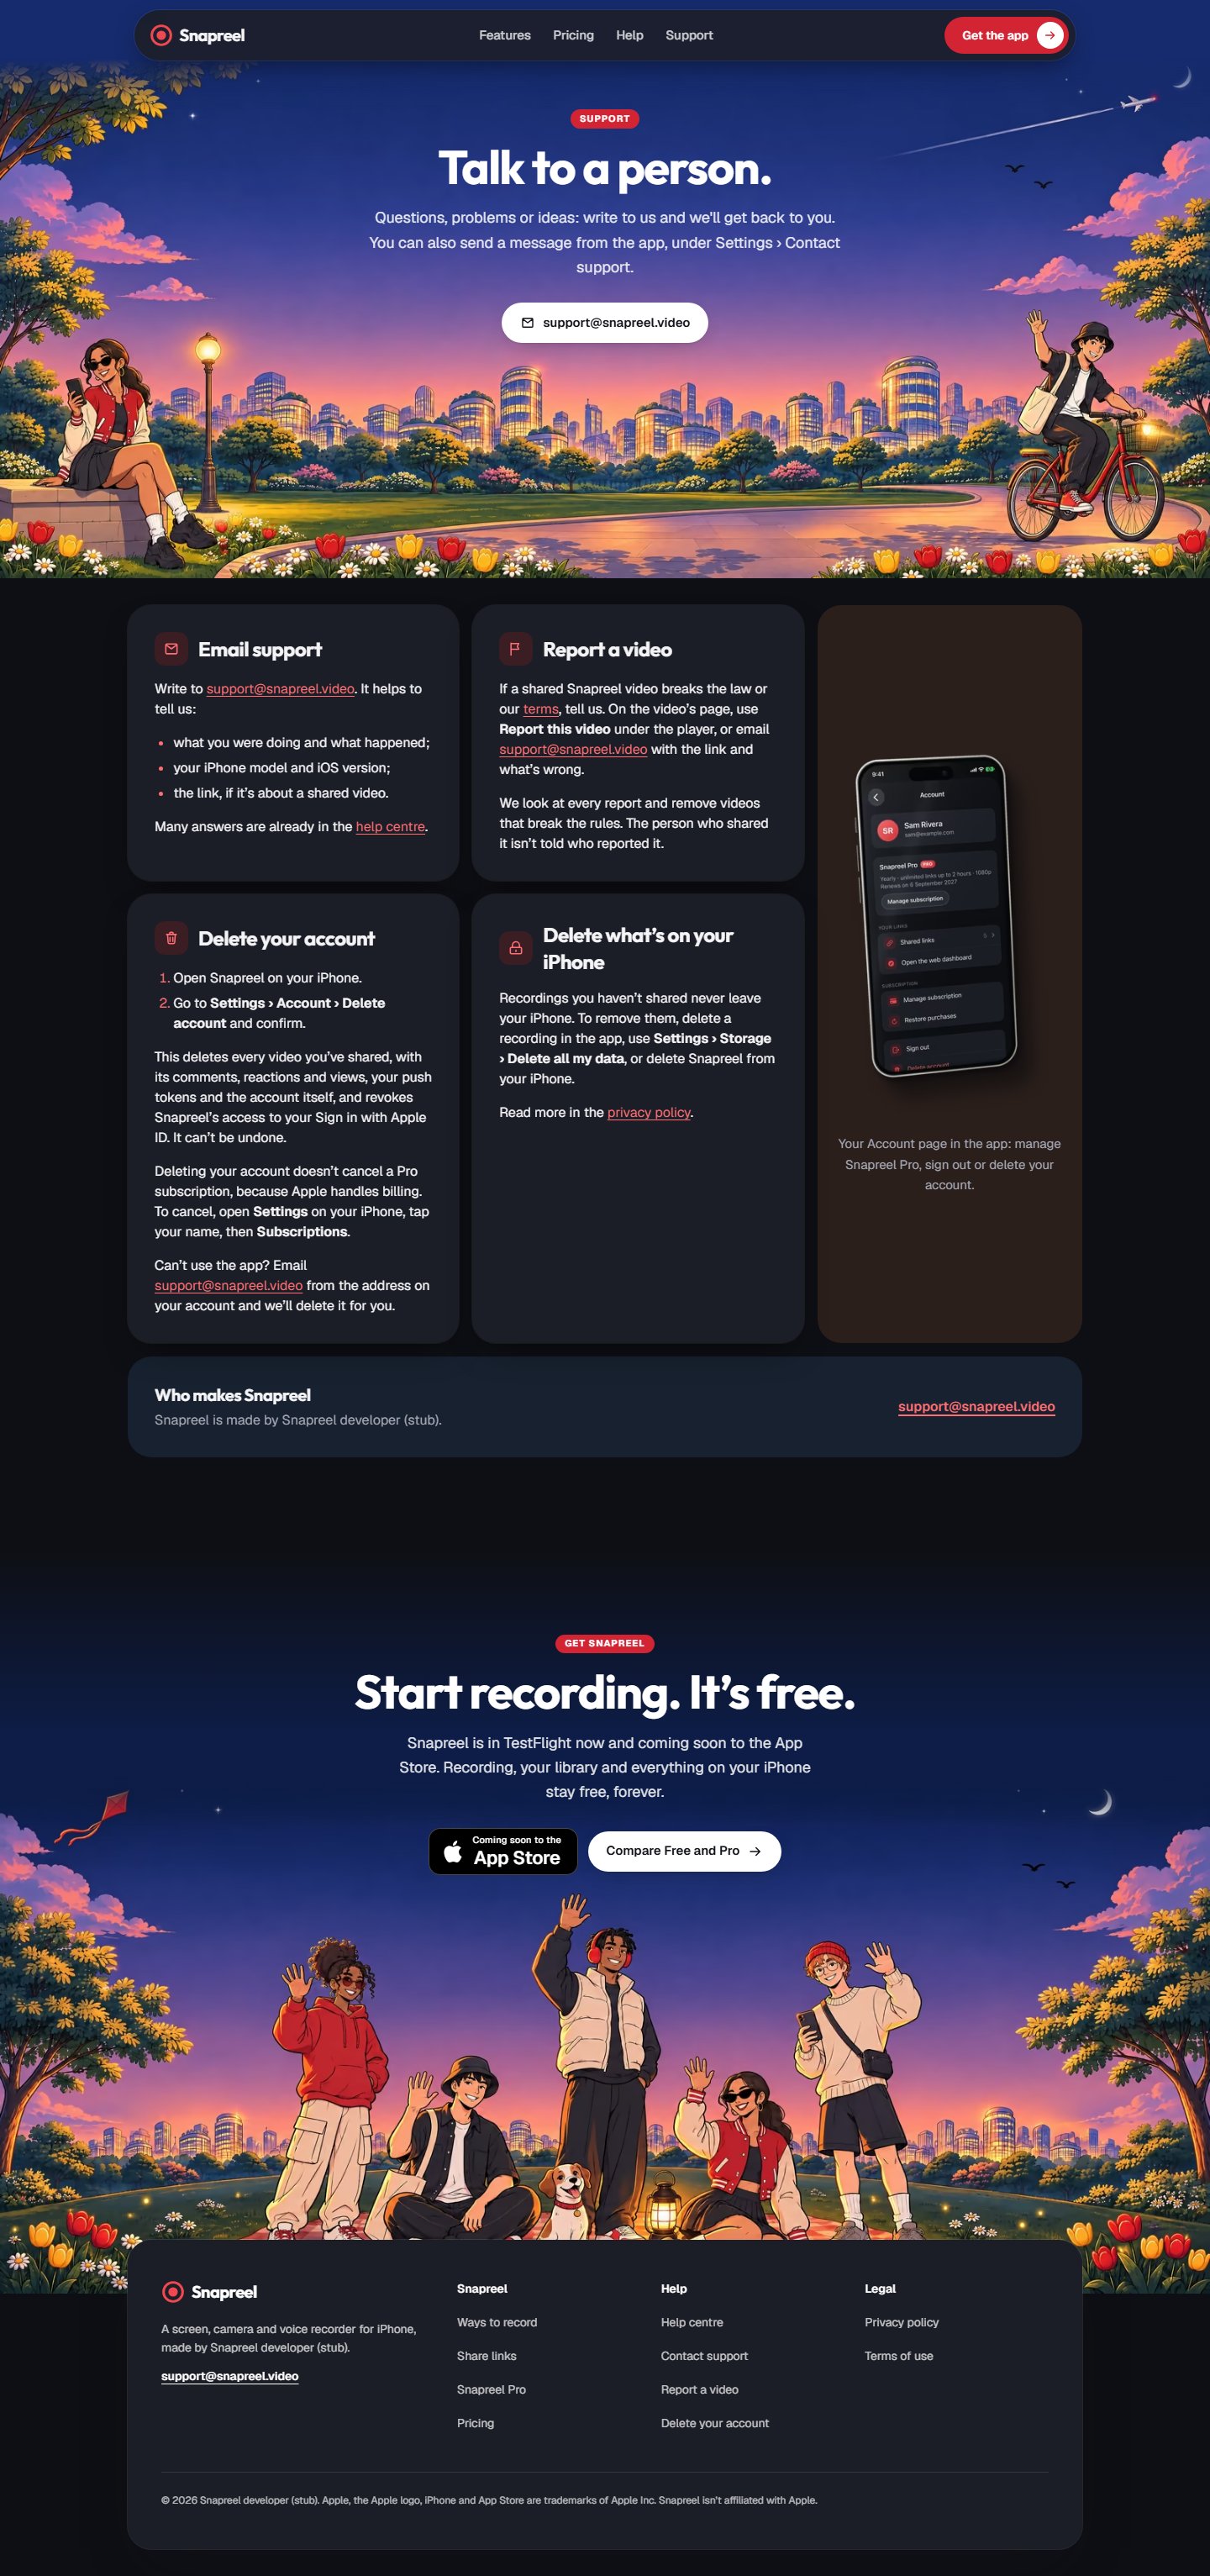 Snapreel
Features Pricing Help Support
Get the app
SUPPORT
Talk to a person.
Questions, problems or ideas: write to us and we'll get back to you.
You can also send a message from the app, under Settings › Contact
support.
support@snapreel.video
Email support
Write to support@snapreel.video. It helps to
tell us:
what you were doing and what happened;
your iPhone model and iOS version;
the link, if it’s about a shared video.
Many answers are already in the help centre.
Report a video
If a shared Snapreel video breaks the law or
our terms, tell us. On the video’s page, use
Report this video under the player, or email
support@snapreel.video with the link and
what’s wrong.
We look at every report and remove videos
that break the rules. The person who shared
it isn’t told who reported it.
Delete your account
1. Open Snapreel on your iPhone.
2. Go to Settings › Account › Delete
account and confirm.
This deletes every video you’ve shared, with
its comments, reactions and views, your push
tokens and the account itself, and revokes
Snapreel’s access to your Sign in with Apple
ID. It can’t be undone.
Deleting your account doesn’t cancel a Pro
subscription, because Apple handles billing.
To cancel, open Settings on your iPhone, tap
your name, then Subscriptions.
Can’t use the app? Email
support@snapreel.video from the address on
your account and we’ll delete it for you.
Delete what’s on your
iPhone
Recordings you haven’t shared never leave
your iPhone. To remove them, delete a
recording in the app, use Settings › Storage
› Delete all my data, or delete Snapreel from
your iPhone.
Read more in the privacy policy.
9:41
Account
SR
Sam Rivera
sam@example.com
Snapreel Pro PRO
Yearly · unlimited links up to 2 hours · 1080p
Renews on 6 September 2027
Manage subscription
YOUR LINKS
Shared links
Open the web dashboard
SUBSCRIPTION
Manage subscription
Restore purchases
Sign out
Delete account
Your Account page in the app: manage
Snapreel Pro, sign out or delete your
account.
Who makes Snapreel
Snapreel is made by Snapreel developer (stub).
support@snapreel.video
GET SNAPREEL
Start recording. It’s free.
Snapreel is in TestFlight now and coming soon to the App
Store. Recording, your library and everything on your iPhone
stay free, forever.
Coming soon to the
App Store
Compare Free and Pro
Snapreel
A screen, camera and voice recorder for iPhone,
made by Snapreel developer (stub).
support@snapreel.video
Snapreel
Ways to record
Share links
Snapreel Pro
Pricing
Help
Help centre
Contact support
Report a video
Delete your account
Legal
Privacy policy
Terms of use
© 2026 Snapreel developer (stub). Apple, the Apple logo, iPhone and App Store are trademarks of Apple Inc. Snapreel isn’t affiliated with Apple.